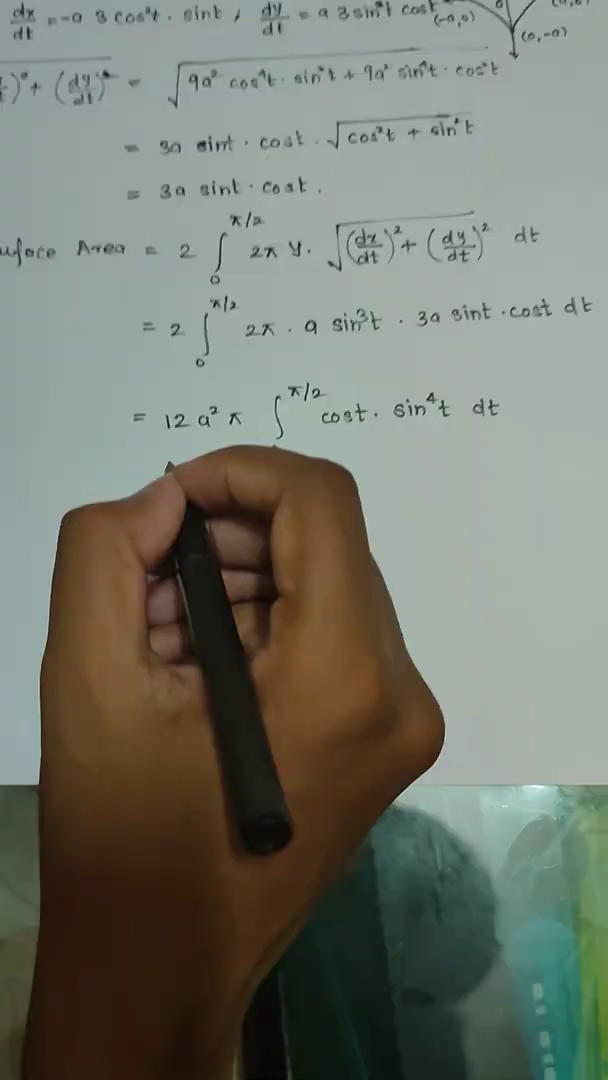 dx/dt = -a 3 cos²t · sint, dy/dt = a 3 sin²t cost (-a,0)
(0,-a)
)² + (dy/dt)² = √(9a² cos⁴t · sin²t + 9a² sin⁴t · cos²t)
= 3a sint · cost · √(cos²t + sin²t)
= 3a sint · cost .
urface Area = 2 ∫₀^(π/2) 2π y · √((dx/dt)² + (dy/dt)²) dt
= 2 ∫₀^(π/2) 2π · a sin³t · 3a sint · cost dt
= 12 a² π ∫^(π/2) cost · sin⁴t dt